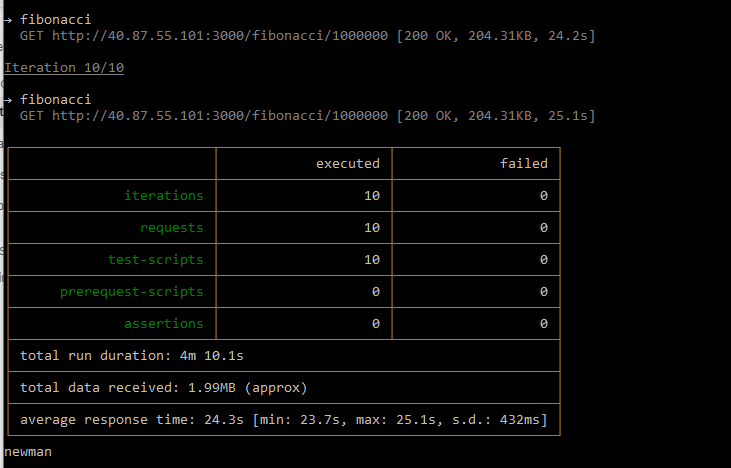 → fibonacci
GET http://40.87.55.101:3000/fibonacci/1000000 [200 OK, 204.31KB, 24.2s]
Iteration 10/10
→ fibonacci
GET http://40.87.55.101:3000/fibonacci/1000000 [200 OK, 204.31KB, 25.1s]
executed failed
iterations 10 0
requests 10 0
test-scripts 10 0
prerequest-scripts 0 0
assertions 0 0
total run duration: 4m 10.1s
total data received: 1.99MB (approx)
average response time: 24.3s [min: 23.7s, max: 25.1s, s.d.: 432ms]
newman